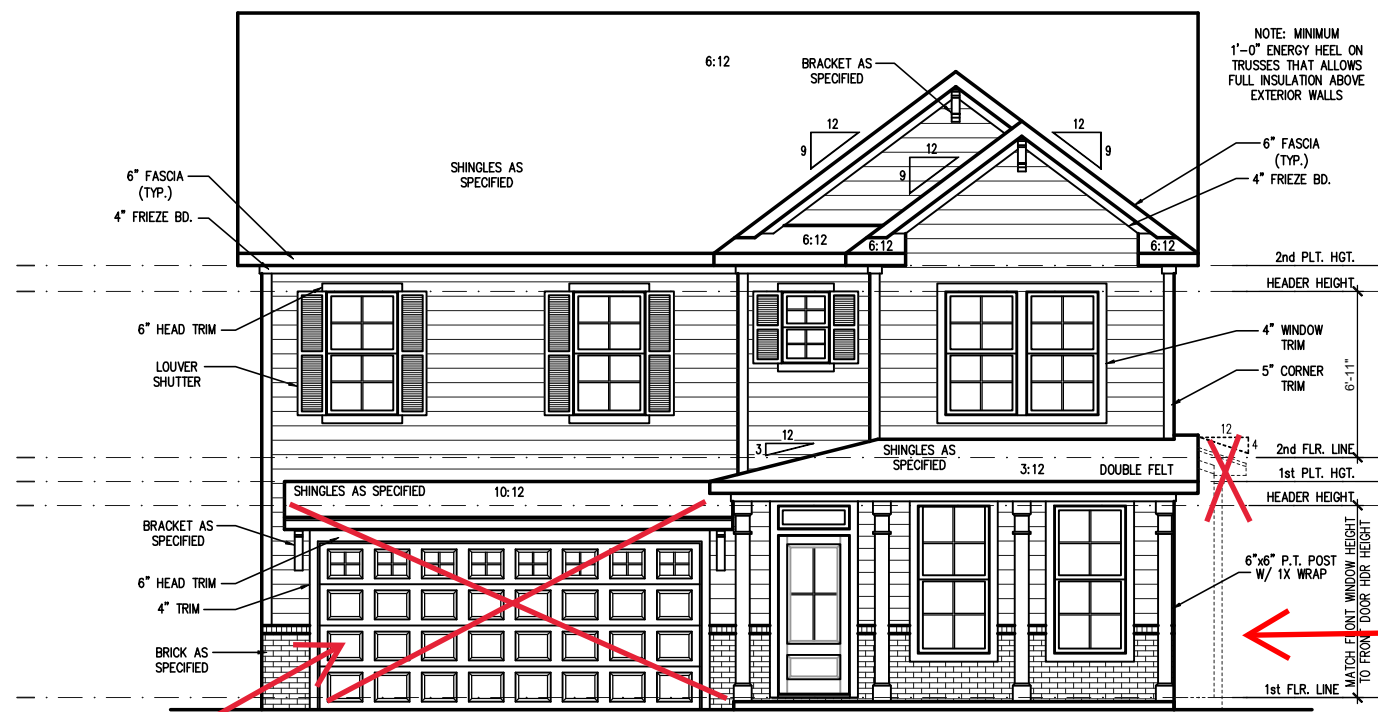 NOTE: MINIMUM
1'-0" ENERGY HEEL ON
TRUSSES THAT ALLOWS
FULL INSULATION ABOVE
EXTERIOR WALLS
6:12
BRACKET AS
SPECIFIED
12
9
12
9
12
9
SHINGLES AS
SPECIFIED
6" FASCIA
(TYP.)
4" FRIEZE BD.
6" FASCIA
(TYP.)
4" FRIEZE BD.
6:12
6:12
6:12
2nd PLT. HGT.
HEADER HEIGHT
6" HEAD TRIM
LOUVER
SHUTTER
4" WINDOW
TRIM
5" CORNER
TRIM
6'-11"
12
3
SHINGLES AS
SPECIFIED
3:12
DOUBLE FELT
12
4
2nd FLR. LINE
1st PLT. HGT.
HEADER HEIGHT
SHINGLES AS SPECIFIED
10:12
BRACKET AS
SPECIFIED
6" HEAD TRIM
4" TRIM
BRICK AS
SPECIFIED
6"x6" P.T. POST
W/ 1X WRAP
MATCH FRONT WINDOW HEIGHT
TO FRONT DOOR HDR HEIGHT
1st FLR. LINE